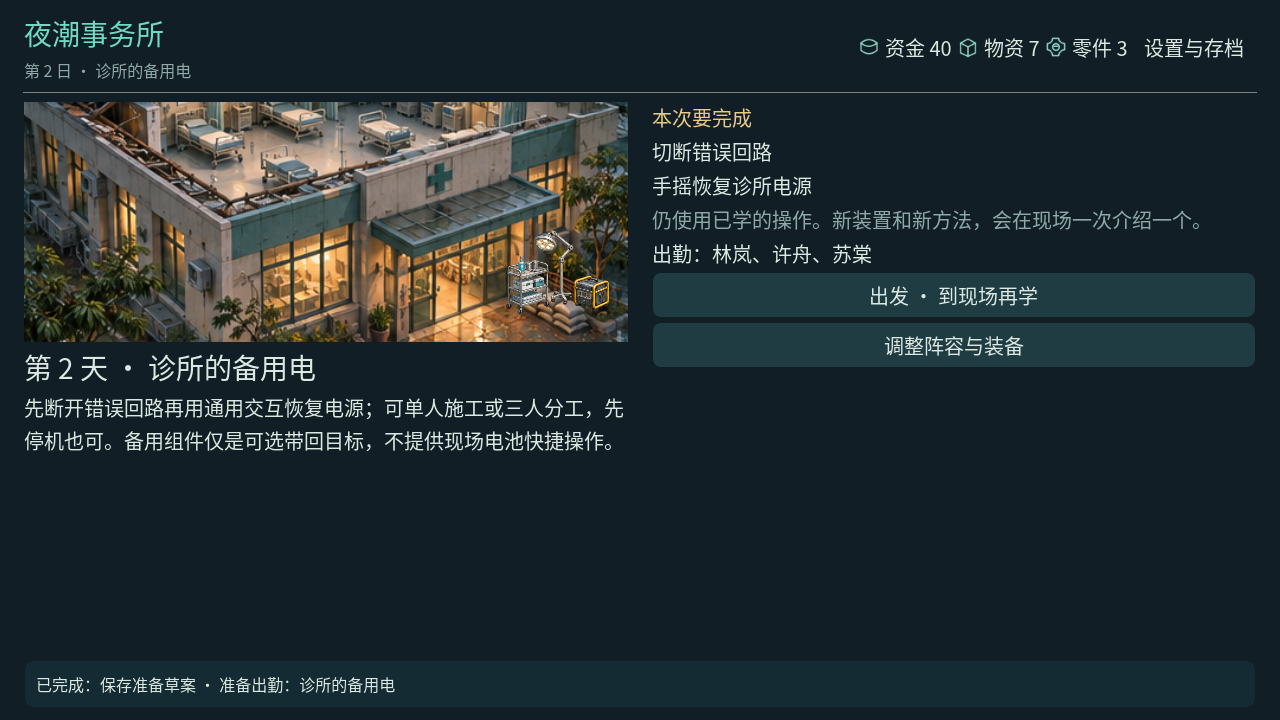 夜潮事务所
第 2 日 · 诊所的备用电
资金 40 物资 7 零件 3 设置与存档
本次要完成
切断错误回路
手摇恢复诊所电源
仍使用已学的操作。新装置和新方法，会在现场一次介绍一个。
出勤：林岚、许舟、苏棠
出发 · 到现场再学
调整阵容与装备
第 2 天 · 诊所的备用电
先断开错误回路再用通用交互恢复电源；可单人施工或三人分工，先
停机也可。备用组件仅是可选带回目标，不提供现场电池快捷操作。
已完成：保存准备草案 · 准备出勤：诊所的备用电